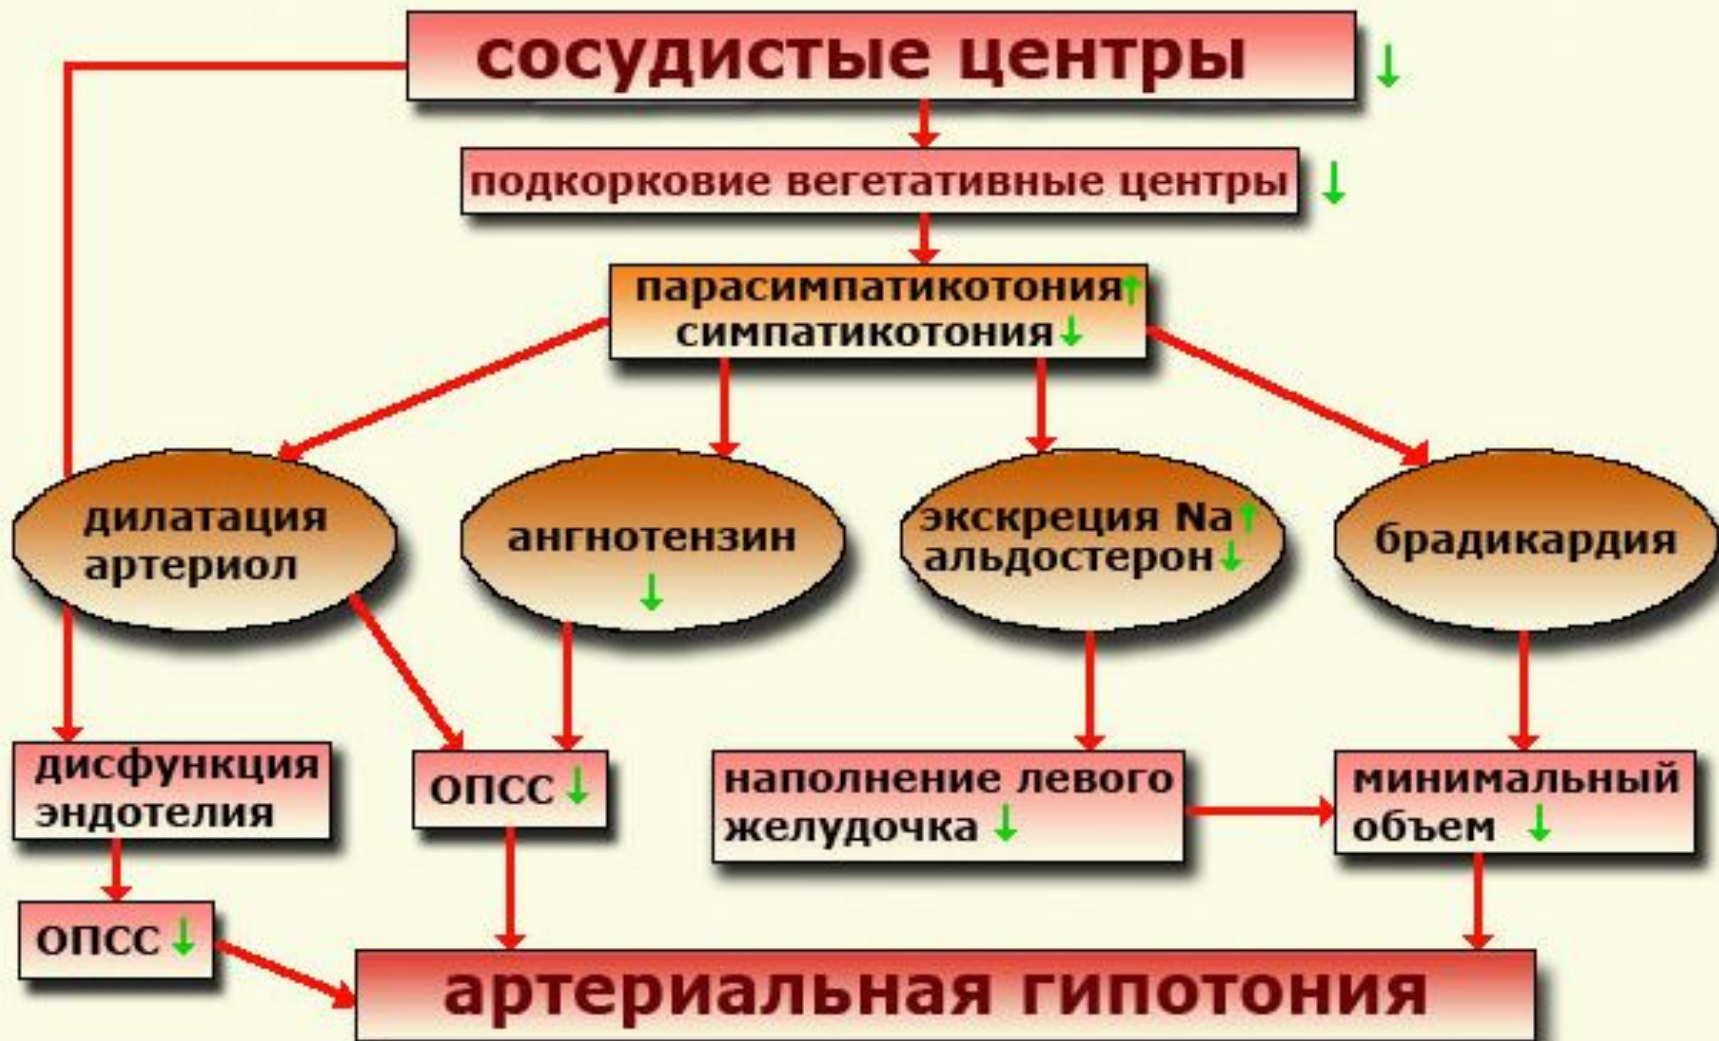 сосудистые центры ↓
подкорковие вегетативные центры ↓
парасимпатикотония↑
симпатикотония↓
дилатация
артериол
ангнотензин
↓
экскреция Na↑
альдостерон↓
брадикардия
дисфункция
эндотелия
ОПСС ↓
наполнение левого
желудочка ↓
минимальный
объем ↓
ОПСС ↓
артериальная гипотония